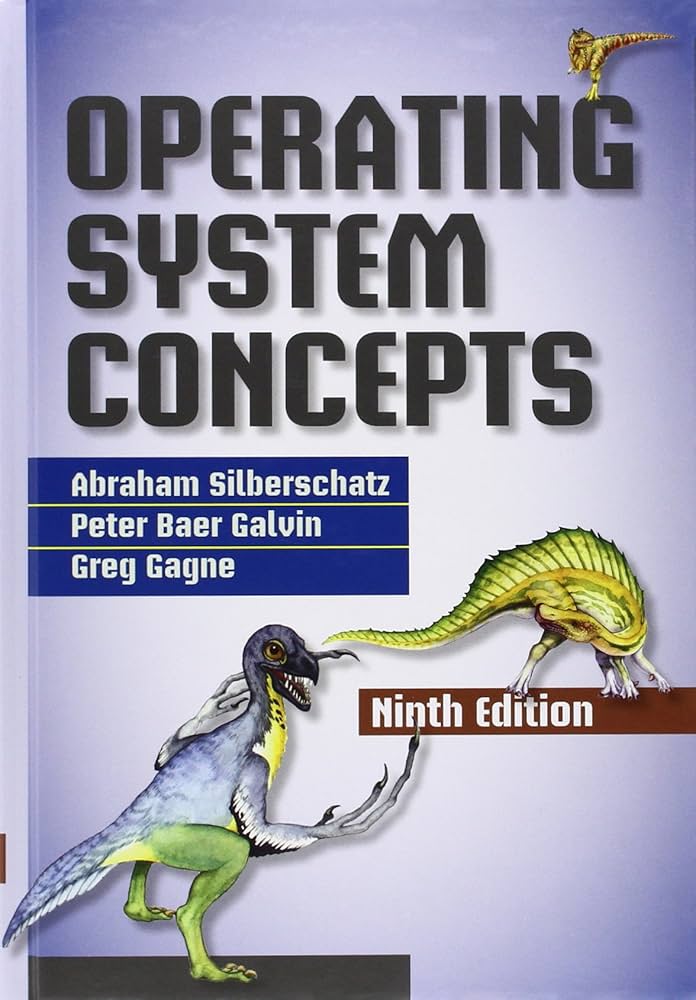 OPERATING
SYSTEM
CONCEPTS
Abraham Silberschatz
Peter Baer Galvin
Greg Gagne
Ninth Edition